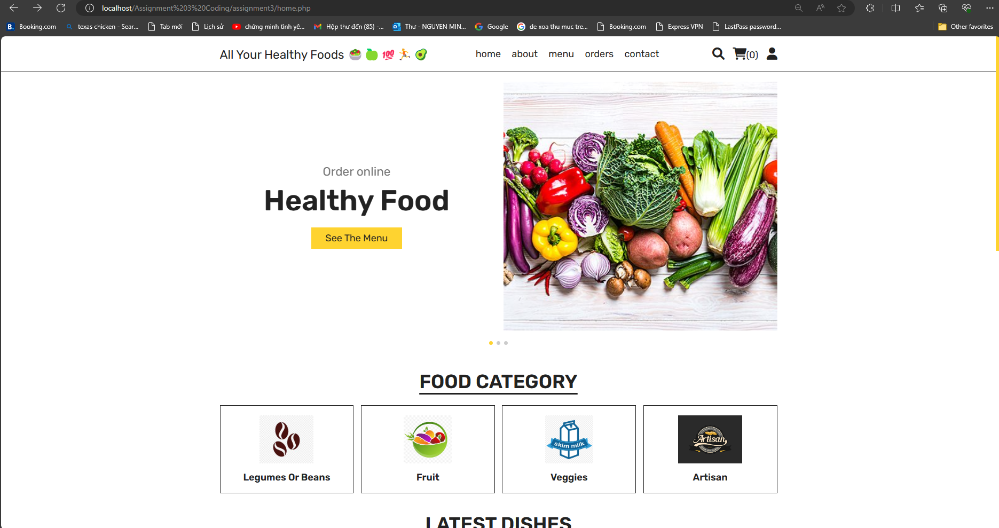 localhost/Assignment%203%20Coding/assignment3/home.php
B. Booking.com texas chicken - Sear... Tab mới Lịch sử chứng minh tình yê... Hộp thư đến (85) -... Thư - NGUYEN MIN... Google de xoa thu muc tre... Booking.com Express VPN LastPass password... Other favorites
All Your Healthy Foods 🥗 🍏 💯 🏃 🥑 home about menu orders contact (0)
Order online
Healthy Food
See The Menu
FOOD CATEGORY
skim milk
Artisan
Legumes Or Beans Fruit Veggies Artisan
LATEST DISHES